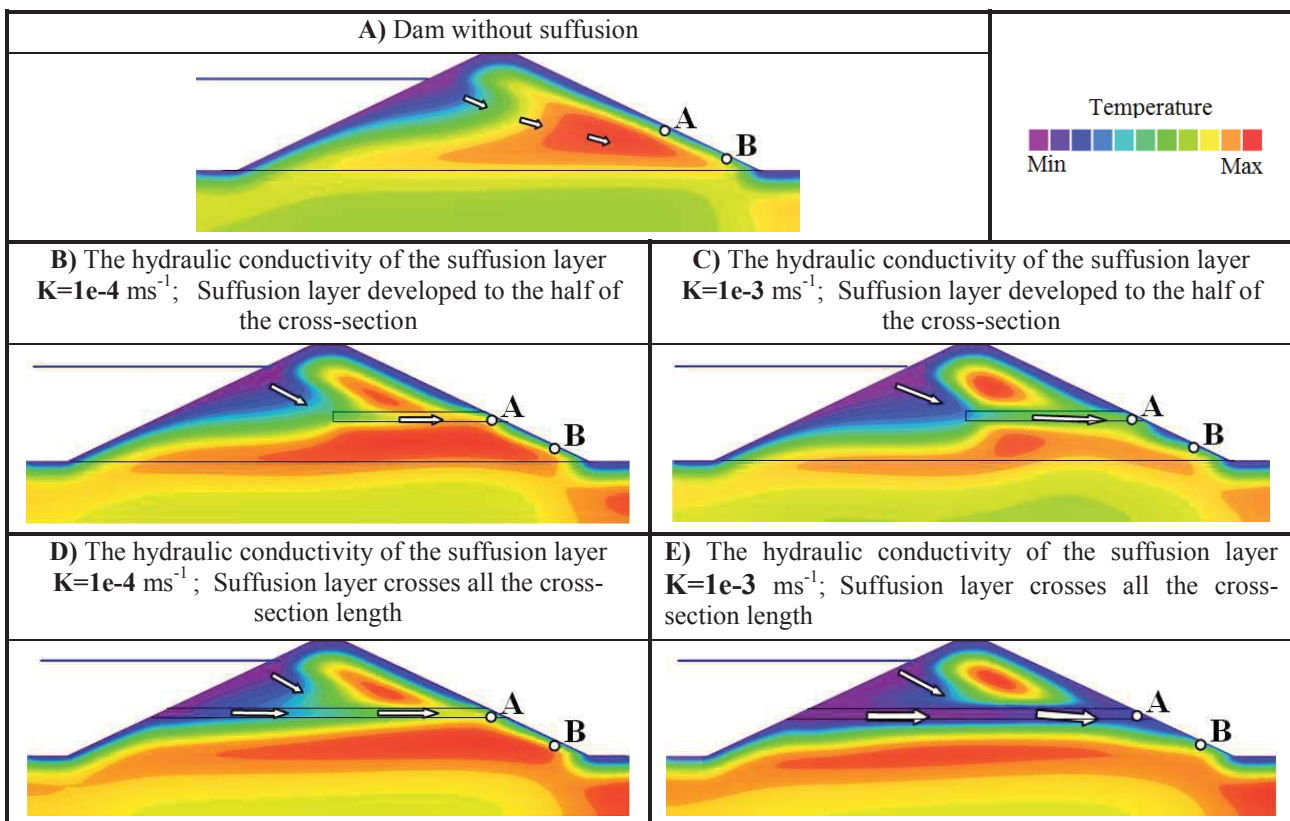 A) Dam without suffusion
A
B
Temperature
Min
Max
B) The hydraulic conductivity of the suffusion layer
K=1e-4 ms⁻¹; Suffusion layer developed to the half of
the cross-section
A
B
C) The hydraulic conductivity of the suffusion layer
K=1e-3 ms⁻¹; Suffusion layer developed to the half of
the cross-section
A
B
D) The hydraulic conductivity of the suffusion layer
K=1e-4 ms⁻¹ ; Suffusion layer crosses all the cross-
section length
A
B
E) The hydraulic conductivity of the suffusion layer
K=1e-3 ms⁻¹; Suffusion layer crosses all the cross-
section length
A
B